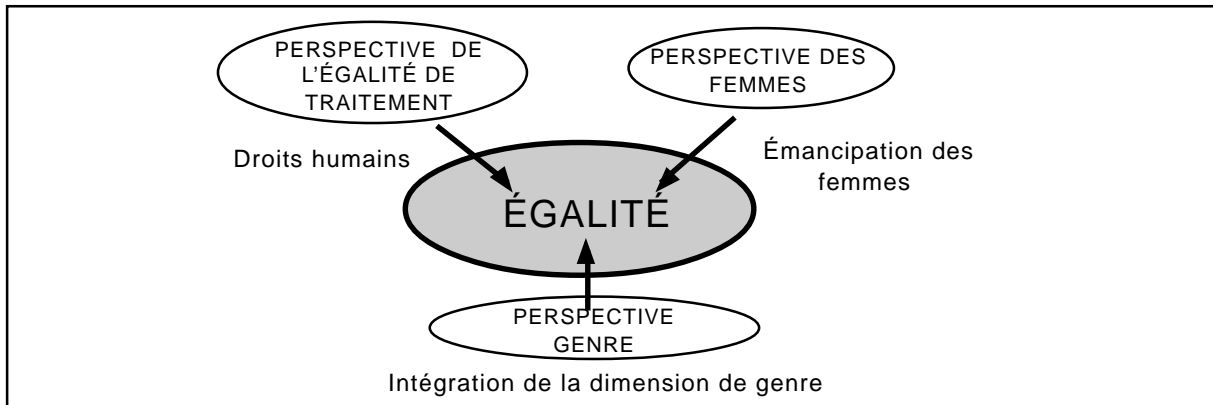 PERSPECTIVE DE
L'ÉGALITÉ DE
TRAITEMENT
PERSPECTIVE DES
FEMMES
Droits humains
Émancipation des
femmes
ÉGALITÉ
PERSPECTIVE
GENRE
Intégration de la dimension de genre